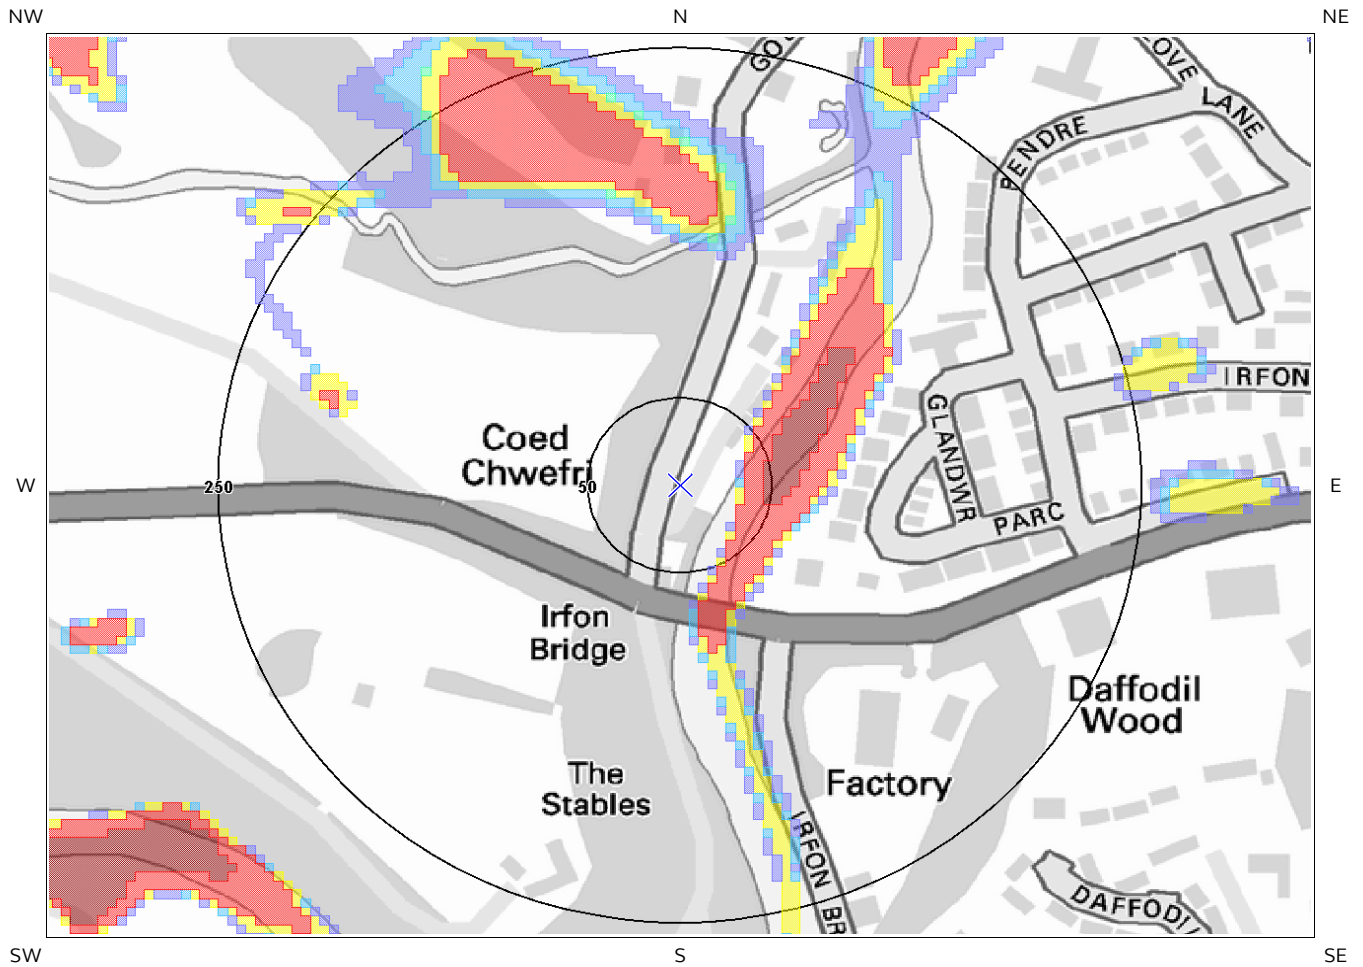 NW
N
NE
GOS
LOVE
LANE
PENDRE
IRFON
Coed
Chwefri
GLANDWR
W
250
50
E
PARC
Irfon
Bridge
Daffodil
Wood
The
Stables
Factory
IRFON BR
DAFFODI
SW
S
SE